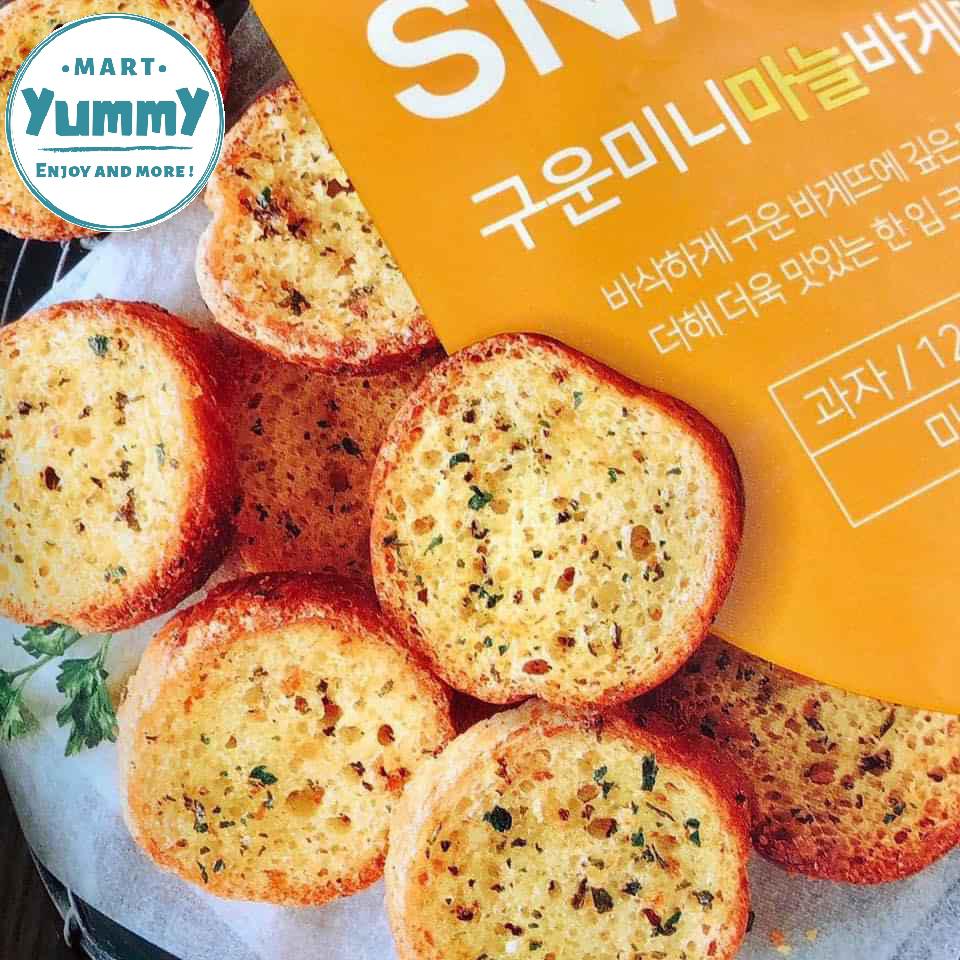 •MART•
YUMMY
ENJOY AND MORE!
구운미니마늘바게
바삭하게 구운 바게뜨에 깊은
더해 더욱 맛있는 한 입 크
과자 / 12